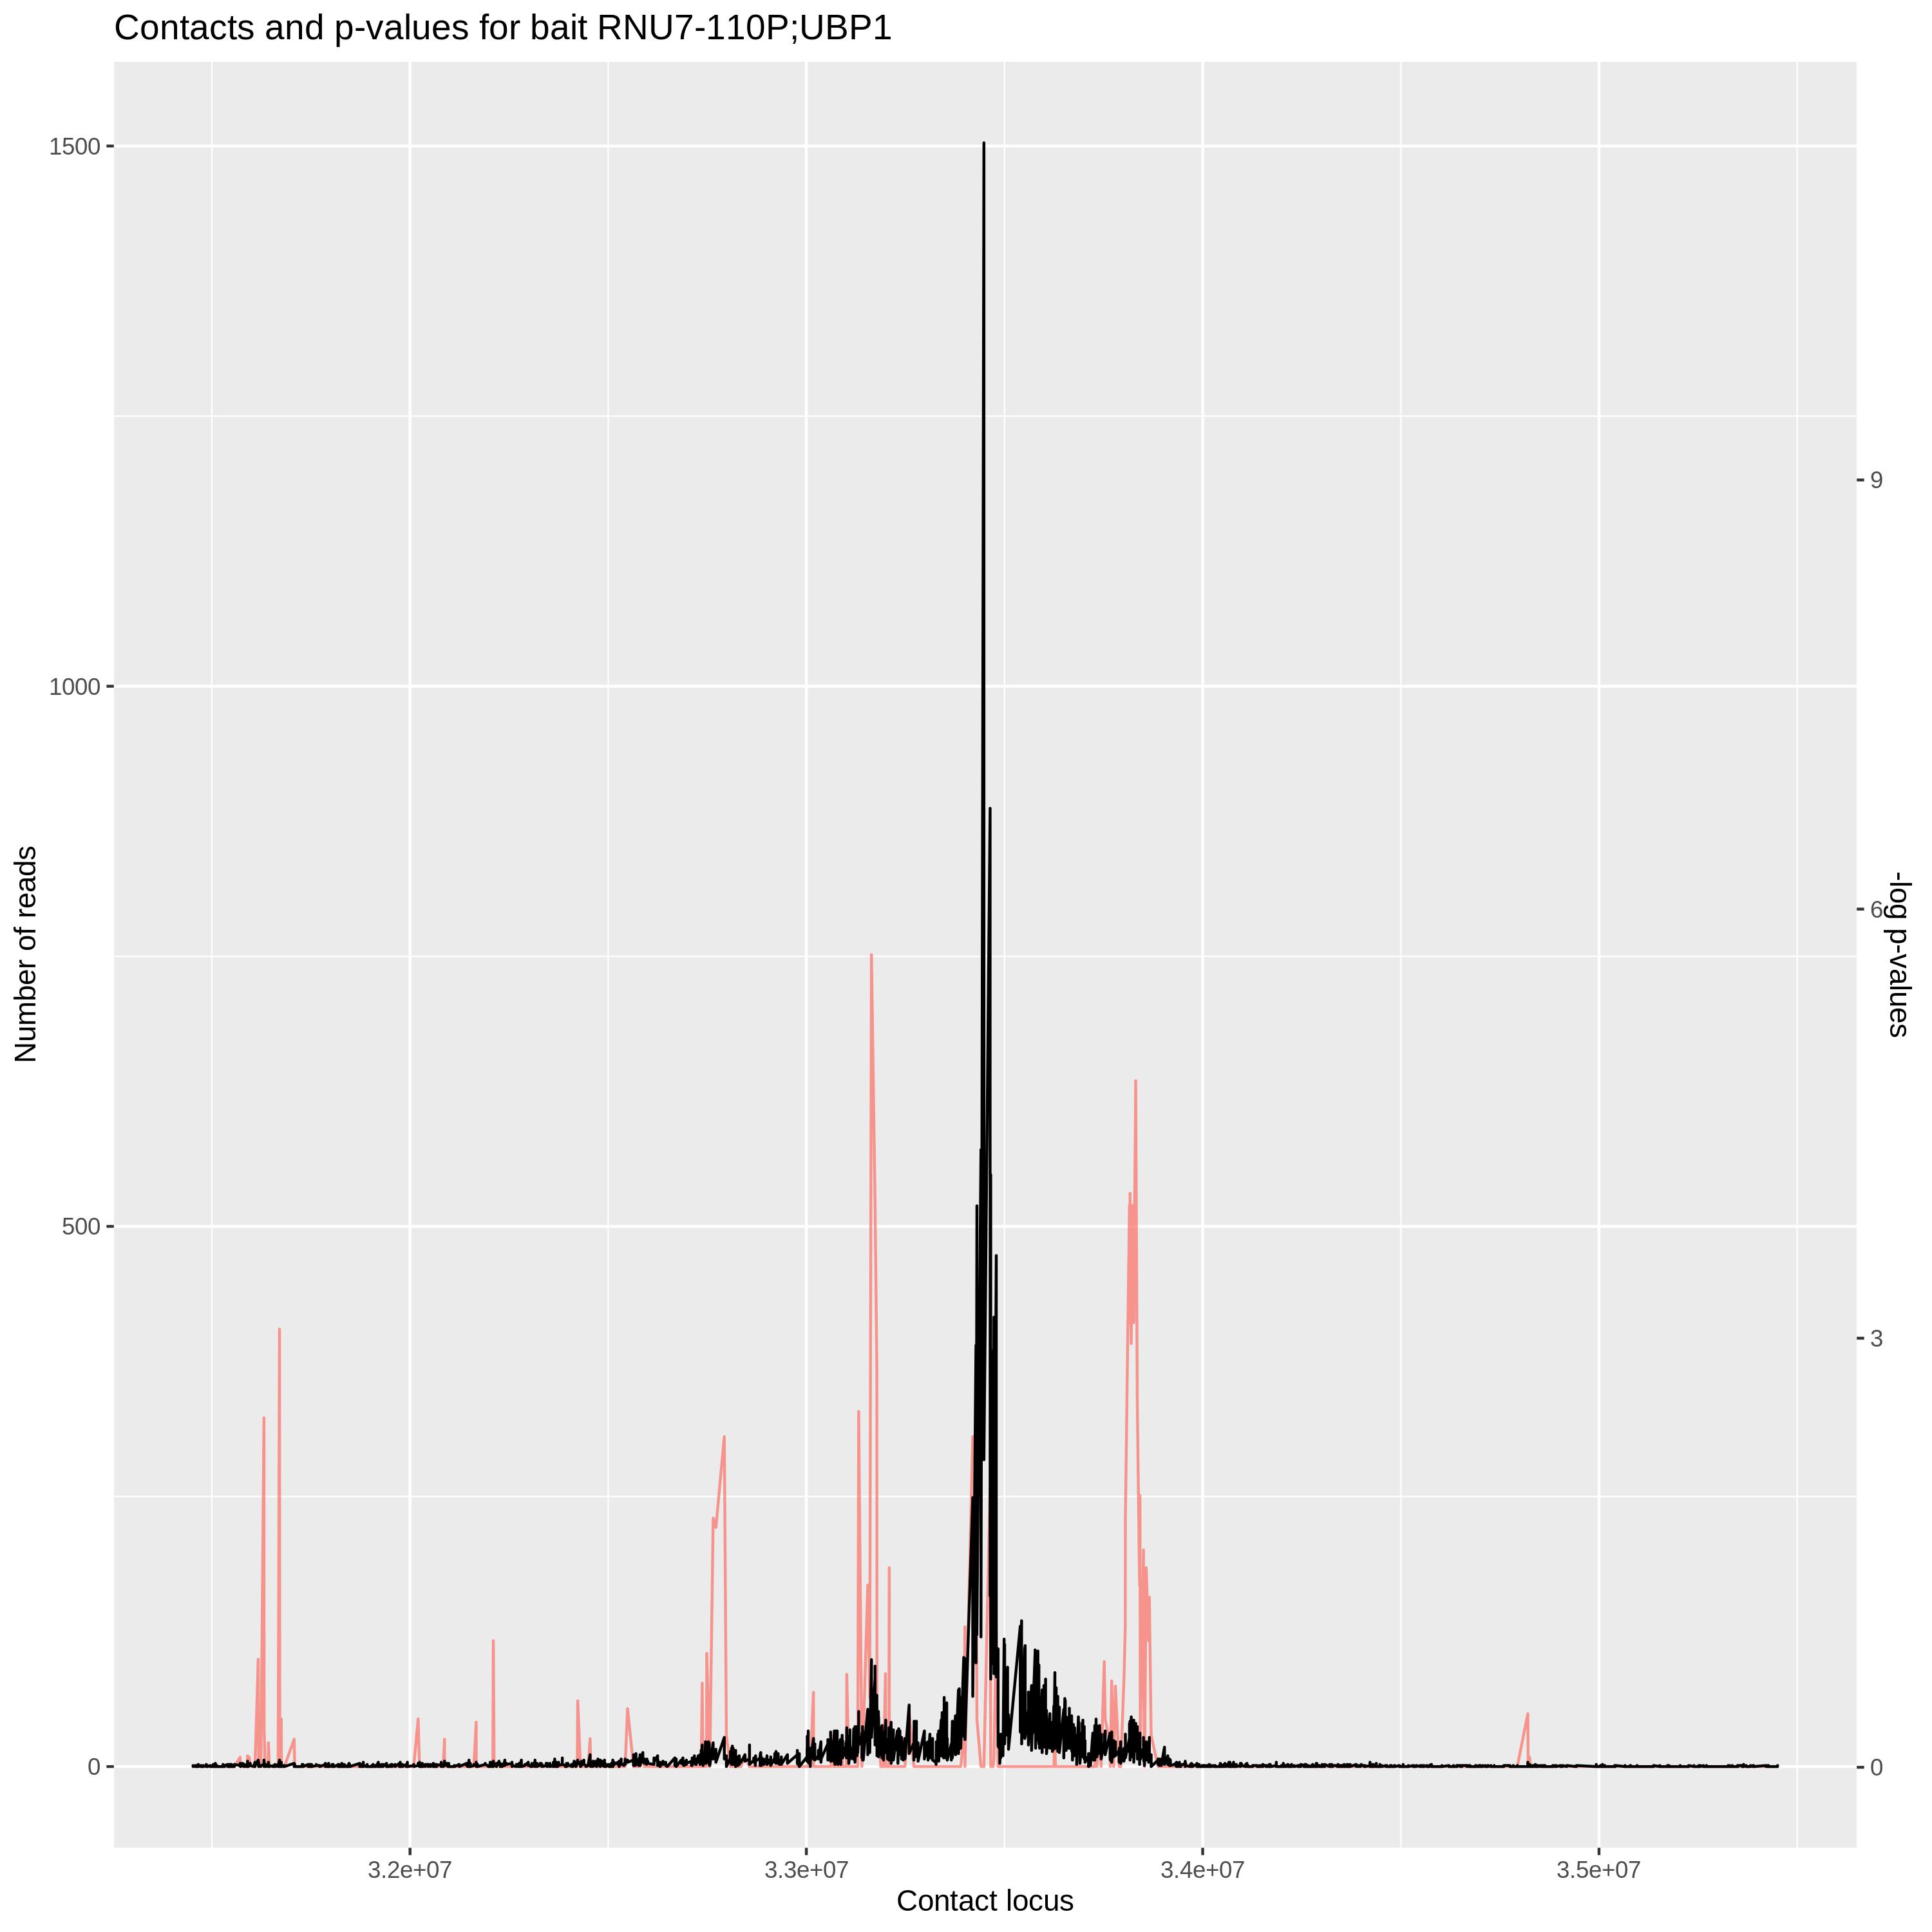 Contacts and p-values for bait RNU7-110P;UBP1
1500
1000
500
0
Number of reads
9
6
3
0
-log p-values
3.2e+07
3.3e+07
3.4e+07
3.5e+07
Contact locus